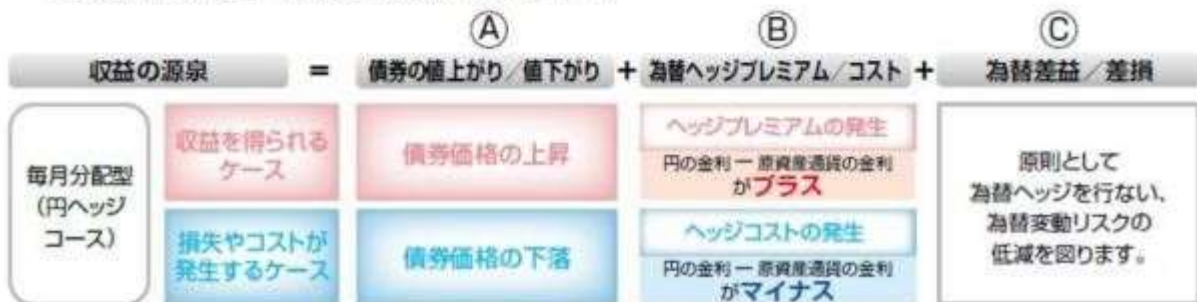 Ⓐ Ⓑ Ⓒ
収益の源泉 = 債券の値上がり/値下がり + 為替ヘッジプレミアム/コスト + 為替差益/差損
毎月分配型
(円ヘッジ
コース)
収益を得られる
ケース
債券価格の上昇
ヘッジプレミアムの発生
円の金利ー原資産通貨の金利
がプラス
損失やコストが
発生するケース
債券価格の下落
ヘッジコストの発生
円の金利ー原資産通貨の金利
がマイナス
原則として
為替ヘッジを行ない、
為替変動リスクの
低減を図ります。